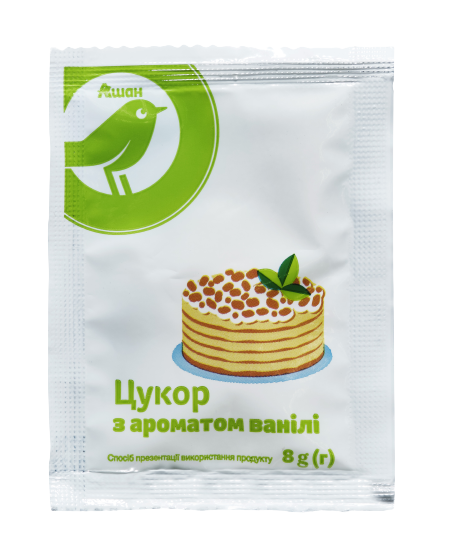 Ашан
Цукор
з ароматом ванілі
Спосіб презентації використання продукту 8 g (г)